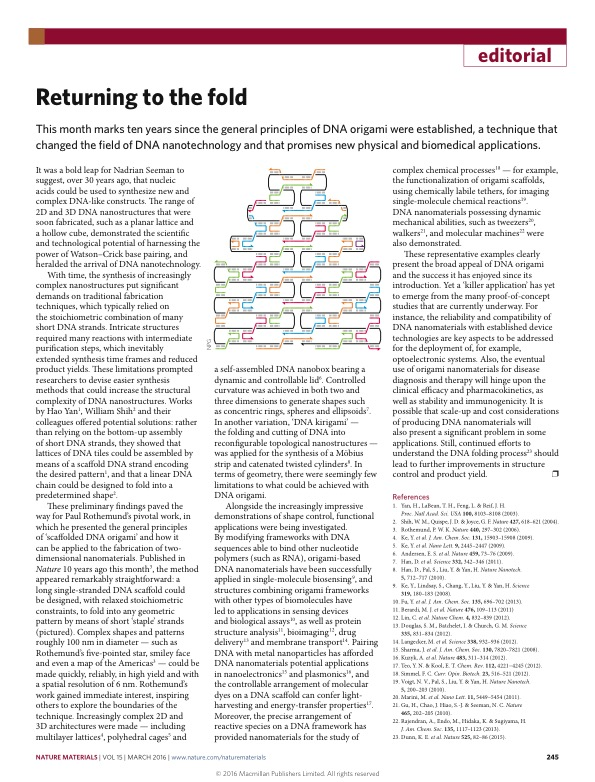 editorial
Returning to the fold
This month marks ten years since the general principles of DNA origami were established, a technique that
changed the field of DNA nanotechnology and that promises new physical and biomedical applications.
It was a bold leap for Nadrian Seeman to
suggest, over 30 years ago, that nucleic
acids could be used to synthesize new and
complex DNA-like constructs. The range of
2D and 3D DNA nanostructures that were
soon fabricated, such as a planar lattice and
a hollow cube, demonstrated the scientific
and technological potential of harnessing the
power of Watson–Crick base pairing, and
heralded the arrival of DNA nanotechnology.
With time, the synthesis of increasingly
complex nanostructures put significant
demands on traditional fabrication
techniques, which typically relied on
the stoichiometric combination of many
short DNA strands. Intricate structures
required many reactions with intermediate
purification steps, which inevitably
extended synthesis time frames and reduced
product yields. These limitations prompted
researchers to devise easier synthesis
methods that could increase the structural
complexity of DNA nanostructures. Works
by Hao Yan¹, William Shih² and their
colleagues offered potential solutions: rather
than relying on the bottom-up assembly
of short DNA strands, they showed that
lattices of DNA tiles could be assembled by
means of a scaffold DNA strand encoding
the desired pattern¹, and that a linear DNA
chain could be designed to fold into a
predetermined shape².
These preliminary findings paved the
way for Paul Rothemund's pivotal work, in
which he presented the general principles
of 'scaffolded DNA origami' and how it
can be applied to the fabrication of two-
dimensional nanomaterials. Published in
Nature 10 years ago this month³, the method
appeared remarkably straightforward: a
long single-stranded DNA scaffold could
be designed, with relaxed stoichiometric
constraints, to fold into any geometric
pattern by means of short 'staple' strands
(pictured). Complex shapes and patterns
roughly 100 nm in diameter — such as
Rothemund's five-pointed star, smiley face
and even a map of the Americas³ — could be
made quickly, reliably, in high yield and with
a spatial resolution of 6 nm. Rothemund's
work gained immediate interest, inspiring
others to explore the boundaries of the
technique. Increasingly complex 2D and
3D architectures were made — including
multilayer lattices⁴, polyhedral cages⁵ and
NPG
a self-assembled DNA nanobox bearing a
dynamic and controllable lid⁶. Controlled
curvature was achieved in both two and
three dimensions to generate shapes such
as concentric rings, spheres and ellipsoids⁷.
In another variation, 'DNA kirigami' —
the folding and cutting of DNA into
reconfigurable topological nanostructures —
was applied for the synthesis of a Möbius
strip and catenated twisted cylinders⁸. In
terms of geometry, there were seemingly few
limitations to what could be achieved with
DNA origami.
Alongside the increasingly impressive
demonstrations of shape control, functional
applications were being investigated.
By modifying frameworks with DNA
sequences able to bind other nucleotide
polymers (such as RNA), origami-based
DNA nanomaterials have been successfully
applied in single-molecule biosensing⁹, and
structures combining origami frameworks
with other types of biomolecules have
led to applications in sensing devices
and biological assays¹⁰, as well as protein
structure analysis¹¹, bioimaging¹², drug
delivery¹³ and membrane transport¹⁴. Pairing
DNA with metal nanoparticles has afforded
DNA nanomaterials potential applications
in nanoelectronics¹⁵ and plasmonics¹⁶, and
the controllable arrangement of molecular
dyes on a DNA scaffold can confer light-
harvesting and energy-transfer properties¹⁷.
Moreover, the precise arrangement of
reactive species on a DNA framework has
provided nanomaterials for the study of
complex chemical processes¹⁸ — for example,
the functionalization of origami scaffolds,
using chemically labile tethers, for imaging
single-molecule chemical reactions¹⁹.
DNA nanomaterials possessing dynamic
mechanical abilities, such as tweezers²⁰,
walkers²¹, and molecular machines²² were
also demonstrated.
These representative examples clearly
present the broad appeal of DNA origami
and the success it has enjoyed since its
introduction. Yet a 'killer application' has yet
to emerge from the many proof-of-concept
studies that are currently underway. For
instance, the reliability and compatibility of
DNA nanomaterials with established device
technologies are key aspects to be addressed
for the deployment of, for example,
optoelectronic systems. Also, the eventual
use of origami nanomaterials for disease
diagnosis and therapy will hinge upon the
clinical efficacy and pharmacokinetics, as
well as stability and immunogenicity. It is
possible that scale-up and cost considerations
of producing DNA nanomaterials will
also present a significant problem in some
applications. Still, continued efforts to
understand the DNA folding process²³ should
lead to further improvements in structure
control and product yield. ❐
References
1. Yan, H., LaBean, T. H., Feng, L. & Reif, J. H.
Proc. Natl Acad. Sci. USA 100, 8103–8108 (2003).
2. Shih, W. M., Quispe, J. D. & Joyce, G. F. Nature 427, 618–621 (2004).
3. Rothemund, P. W. K. Nature 440, 297–302 (2006).
4. Ke, Y. et al. J. Am. Chem. Soc. 131, 15903–15908 (2009).
5. Ke, Y. et al. Nano Lett. 9, 2445–2447 (2009).
6. Andersen, E. S. et al. Nature 459, 73–76 (2009).
7. Han, D. et al. Science 332, 342–346 (2011).
8. Han, D., Pal, S., Liu, Y. & Yan, H. Nature Nanotech.
5, 712–717 (2010).
9. Ke, Y., Lindsay, S., Chang, Y., Liu, Y. & Yan, H. Science
319, 180–183 (2008).
10. Fu, Y. et al. J. Am. Chem. Soc. 135, 696–702 (2013).
11. Berardi, M. J. et al. Nature 476, 109–113 (2011)
12. Lin, C. et al. Nature Chem. 4, 832–839 (2012).
13. Douglas, S. M., Bachelet, I. & Church, G. M. Science
335, 831–834 (2012).
14. Langecker, M. et al. Science 338, 932–936 (2012).
15. Sharma, J. et al. J. Am. Chem. Soc. 130, 7820–7821 (2008).
16. Kuzyk, A. et al. Nature 483, 311–314 (2012).
17. Teo, Y. N. & Kool, E. T. Chem. Rev. 112, 4221–4245 (2012).
18. Simmel, F. C. Curr. Opin. Biotech. 23, 516–521 (2012).
19. Voigt, N. V. et al. Nature Nanotech.
5, 200–203 (2010).
20. Marini, M. et al. Nano Lett. 11, 5449–5454 (2011).
21. Gu, H., Chao, J. Xiao, S.-J. & Seeman, N. C. Nature
465, 202–205 (2010).
22. Rajendran, A., Endo, M., Hidaka, K. & Sugiyama, H.
J. Am. Chem. Soc. 135, 1117–1123 (2013).
23. Dunn, K. E. et al. Nature 525, 82–86 (2015).
NATURE MATERIALS | VOL 15 | MARCH 2016 | www.nature.com/naturematerials
245
© 2016 Macmillan Publishers Limited. All rights reserved